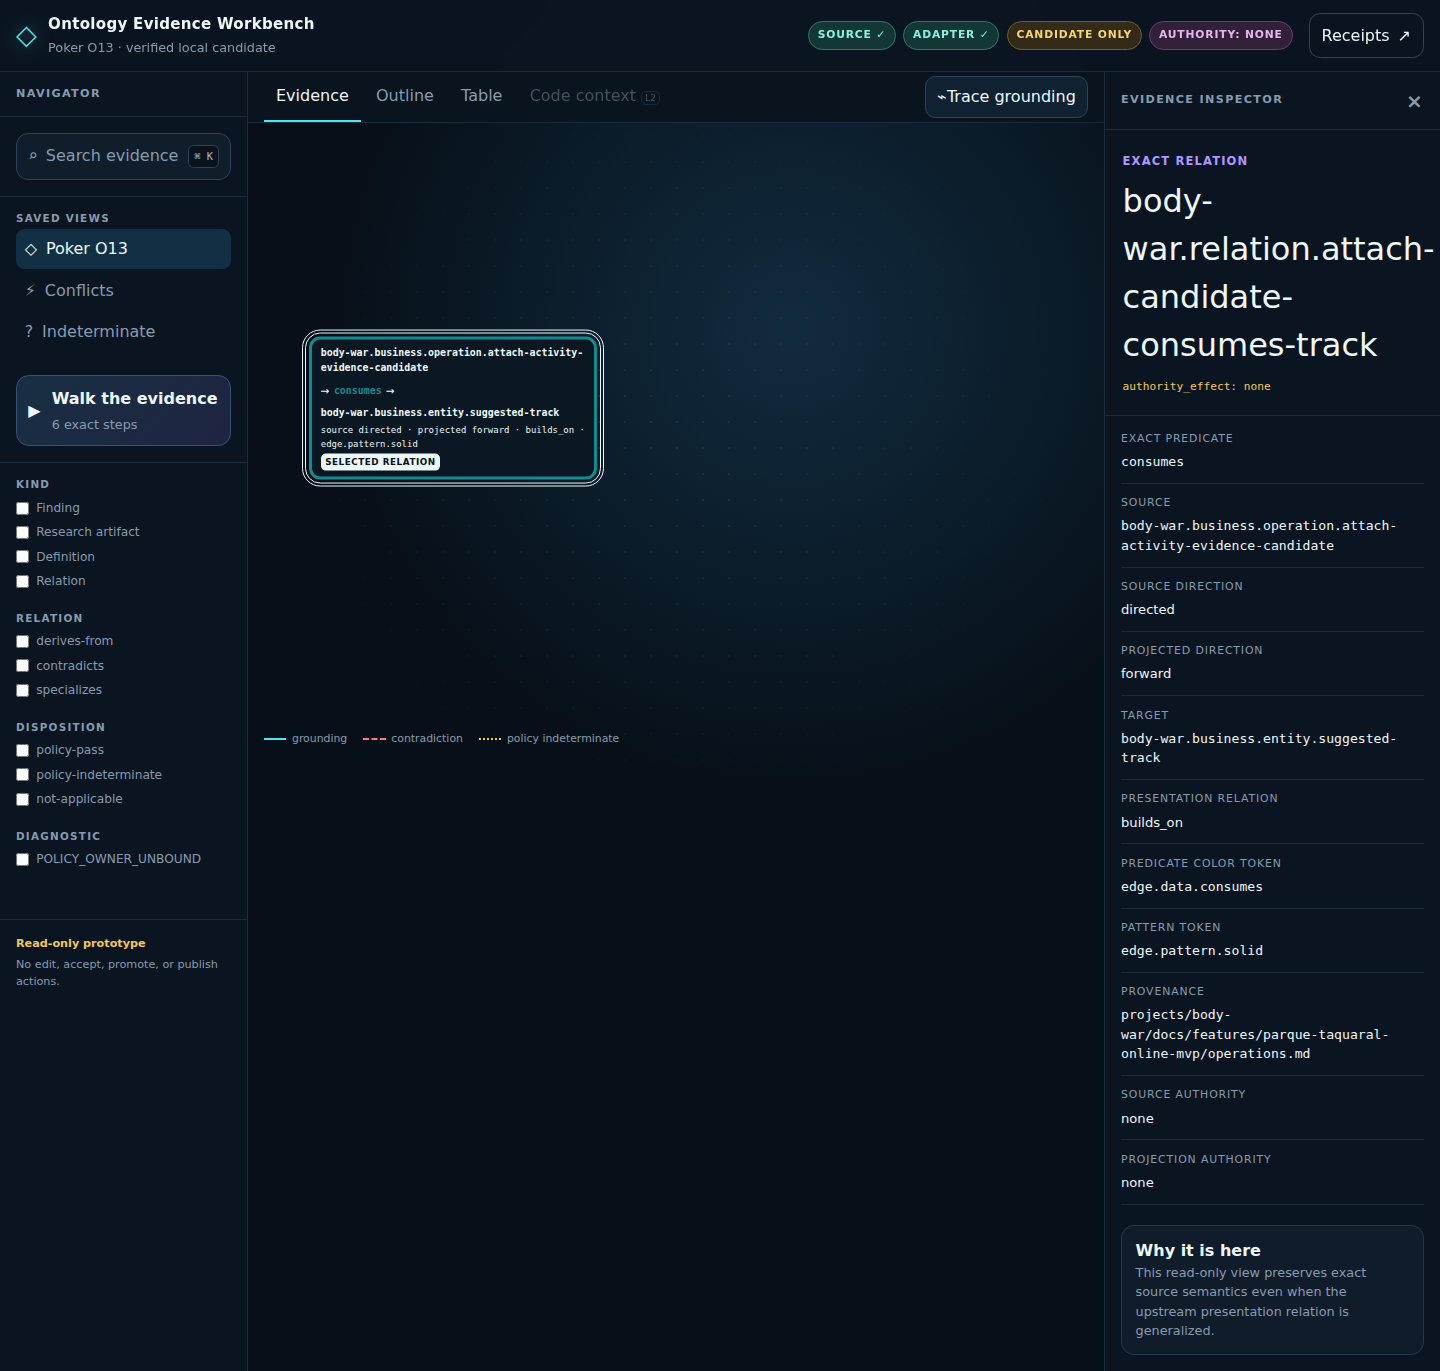 Ontology Evidence Workbench
Poker O13 · verified local candidate
SOURCE ✓
ADAPTER ✓
CANDIDATE ONLY
AUTHORITY: NONE
Receipts ↗
NAVIGATOR
Search evidence ⌘ K
SAVED VIEWS
◇ Poker O13
⚡ Conflicts
? Indeterminate
▶ Walk the evidence
6 exact steps
KIND
Finding
Research artifact
Definition
Relation
RELATION
derives-from
contradicts
specializes
DISPOSITION
policy-pass
policy-indeterminate
not-applicable
DIAGNOSTIC
POLICY_OWNER_UNBOUND
Read-only prototype
No edit, accept, promote, or publish
actions.
Evidence
Outline
Table
Code context L2
⌁Trace grounding
body-war.business.operation.attach-activity-
evidence-candidate
→ consumes →
body-war.business.entity.suggested-track
source directed · projected forward · builds_on ·
edge.pattern.solid
SELECTED RELATION
grounding
contradiction
policy indeterminate
EVIDENCE INSPECTOR ×
EXACT RELATION
body-
war.relation.attach-
candidate-
consumes-track
authority_effect: none
EXACT PREDICATE
consumes
SOURCE
body-war.business.operation.attach-
activity-evidence-candidate
SOURCE DIRECTION
directed
PROJECTED DIRECTION
forward
TARGET
body-war.business.entity.suggested-
track
PRESENTATION RELATION
builds_on
PREDICATE COLOR TOKEN
edge.data.consumes
PATTERN TOKEN
edge.pattern.solid
PROVENANCE
projects/body-
war/docs/features/parque-taquaral-
online-mvp/operations.md
SOURCE AUTHORITY
none
PROJECTION AUTHORITY
none
Why it is here
This read-only view preserves exact
source semantics even when the
upstream presentation relation is
generalized.